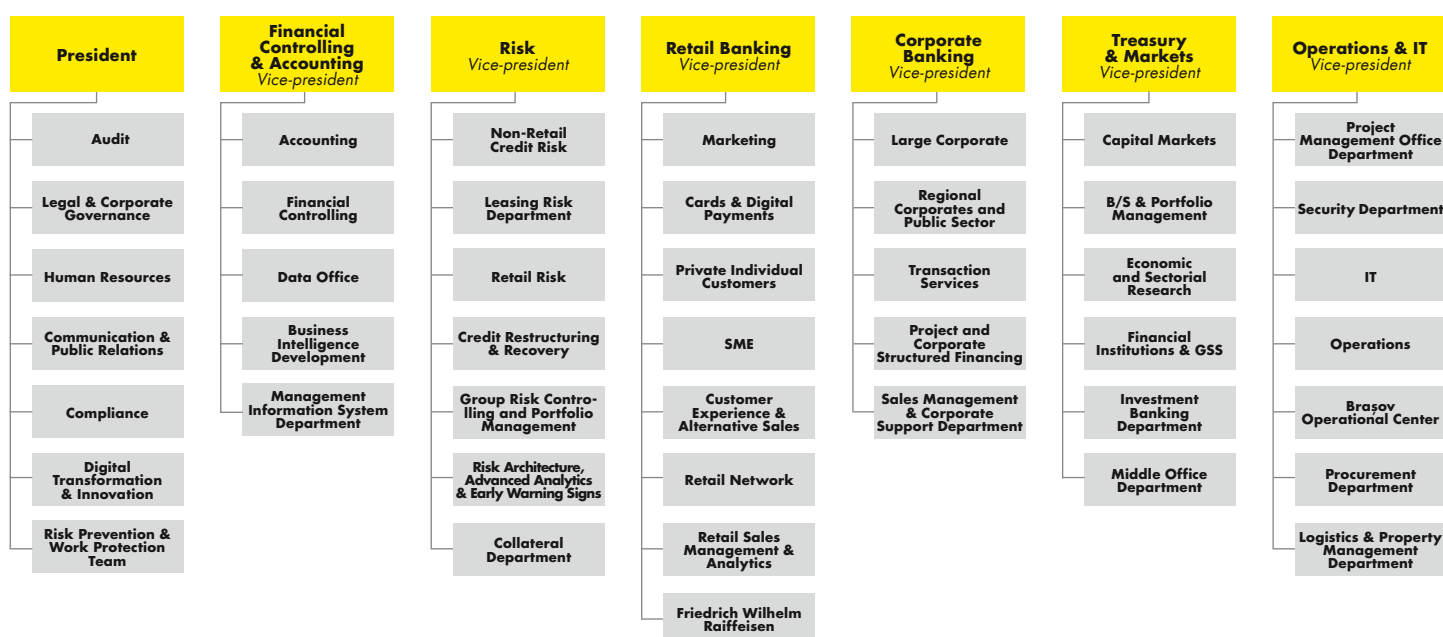 President
Audit
Legal & Corporate
Governance
Human Resources
Communication &
Public Relations
Compliance
Digital
Transformation
& Innovation
Risk Prevention &
Work Protection
Team
Financial
Controlling
& Accounting
Vice-president
Accounting
Financial
Controlling
Data Office
Business
Intelligence
Development
Management
Information System
Department
Risk
Vice-president
Non-Retail
Credit Risk
Leasing Risk
Department
Retail Risk
Credit Restructuring
& Recovery
Group Risk Contro-
lling and Portfolio
Management
Risk Architecture,
Advanced Analytics
& Early Warning Signs
Collateral
Department
Retail Banking
Vice-president
Marketing
Cards & Digital
Payments
Private Individual
Customers
SME
Customer
Experience &
Alternative Sales
Retail Network
Retail Sales
Management &
Analytics
Friedrich Wilhelm
Raiffeisen
Corporate
Banking
Vice-president
Large Corporate
Regional
Corporates and
Public Sector
Transaction
Services
Project and
Corporate
Structured Financing
Sales Management
& Corporate
Support Department
Treasury
& Markets
Vice-president
Capital Markets
B/S & Portfolio
Management
Economic
and Sectorial
Research
Financial
Institutions & GSS
Investment
Banking
Department
Middle Office
Department
Operations & IT
Vice-president
Project
Management Office
Department
Security Department
IT
Operations
Brașov
Operational Center
Procurement
Department
Logistics & Property
Management
Department